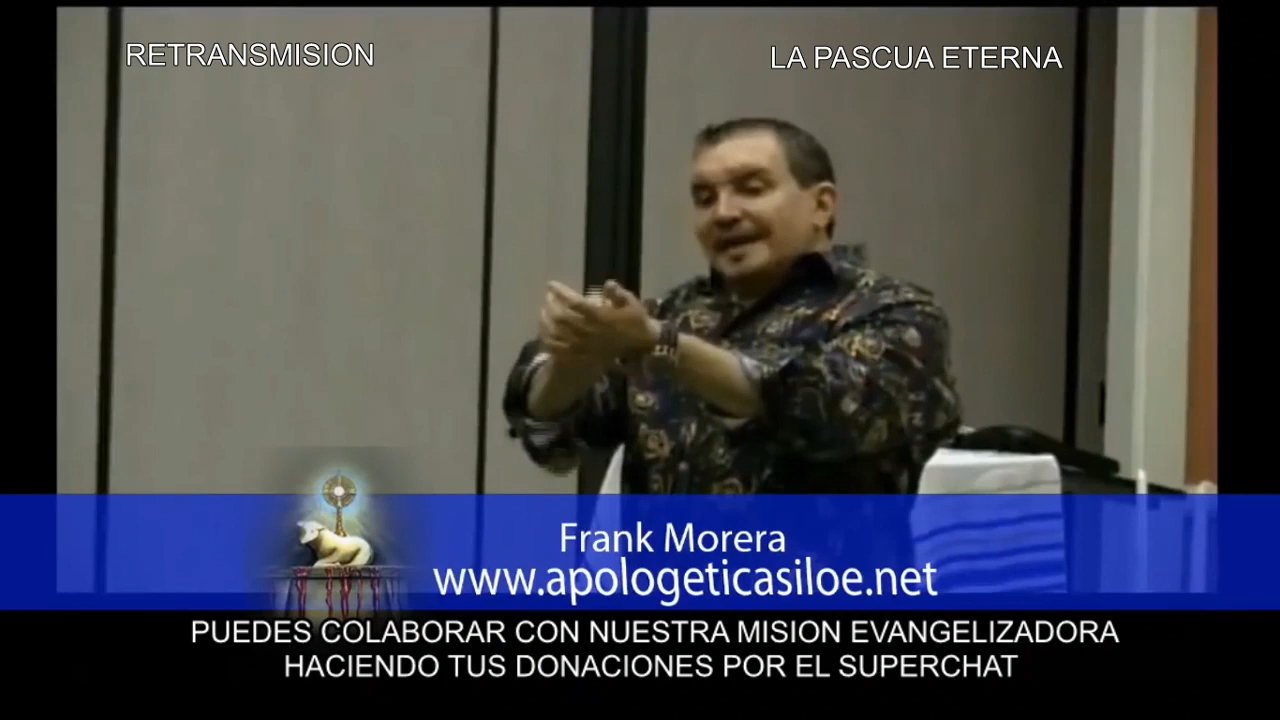 RETRANSMISION
LA PASCUA ETERNA
Frank Morera
www.apologeticasiloe.net
PUEDES COLABORAR CON NUESTRA MISION EVANGELIZADORA
HACIENDO TUS DONACIONES POR EL SUPERCHAT